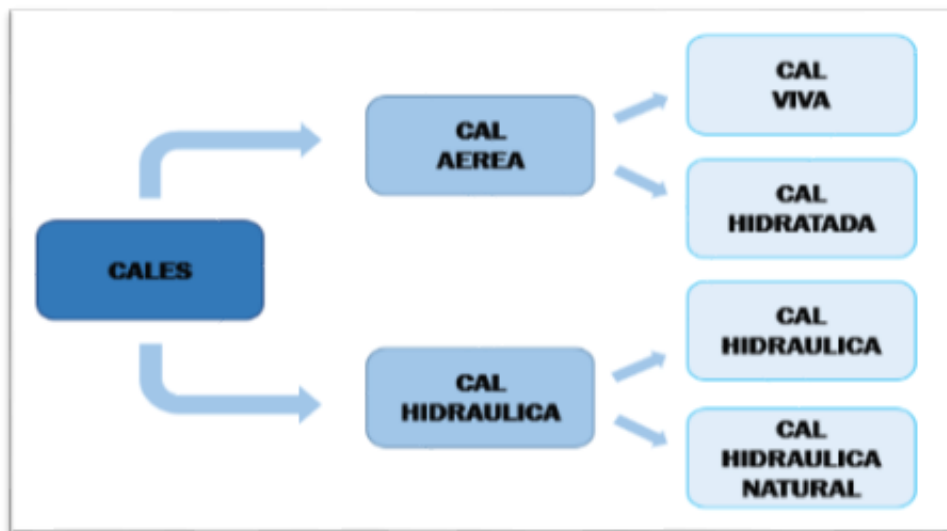 CAL
VIVA
CAL
AEREA
CAL
HIDRATADA
CALES
CAL
HIDRAULICA
CAL
HIDRAULICA
CAL
HIDRAULICA
NATURAL